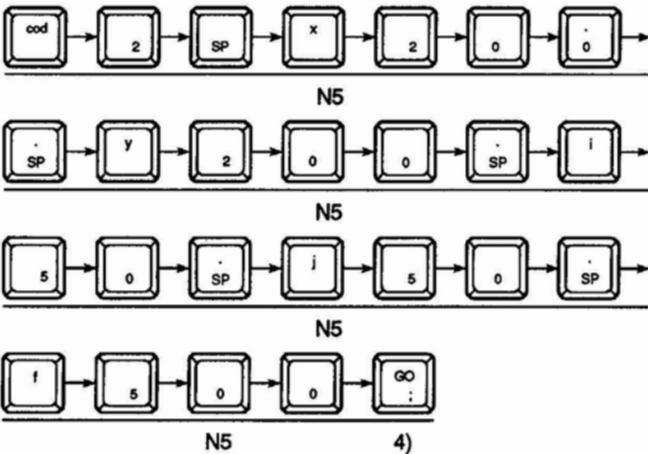 cod 2 SP x 2 0 . 0
N5
. SP y 2 0 0 . SP i
N5
5 0 . SP j 5 0 . SP
N5
f 5 0 0 GO ;
N5 4)